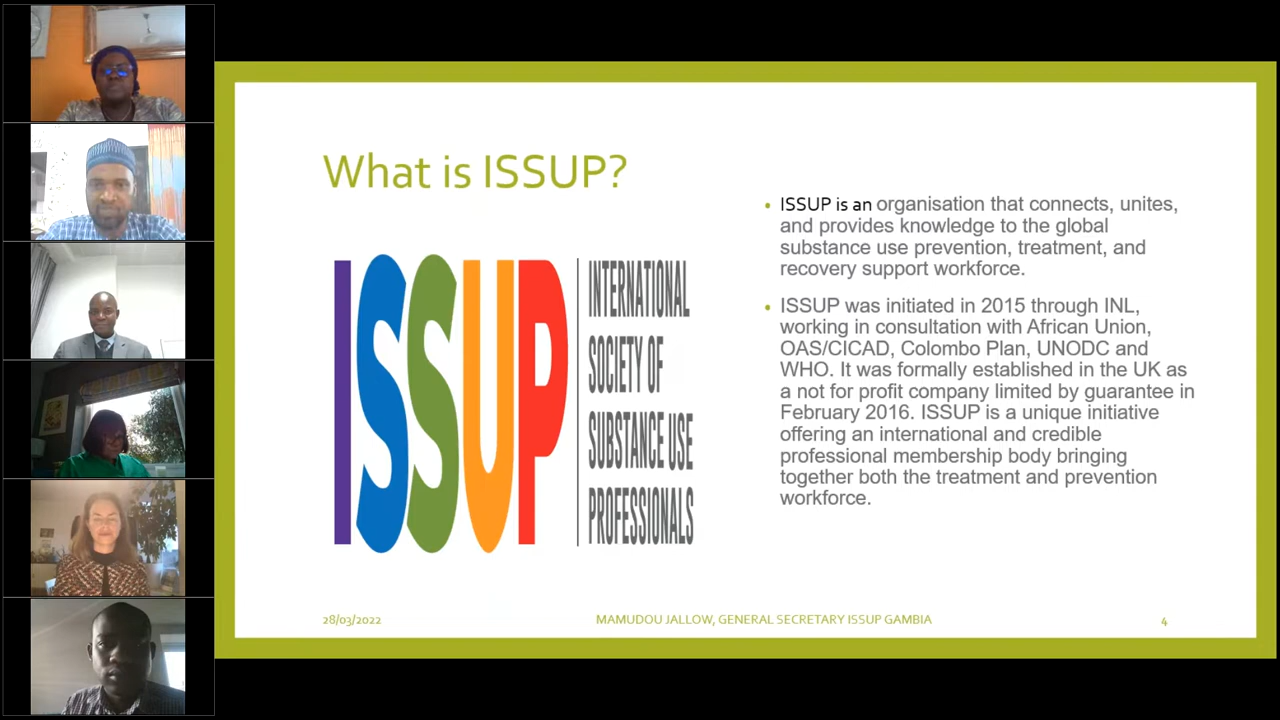 What is ISSUP?
ISSUP
INTERNATIONAL
SOCIETY OF
SUBSTANCE USE
PROFESSIONALS
• ISSUP is an organisation that connects, unites,
and provides knowledge to the global
substance use prevention, treatment, and
recovery support workforce.
• ISSUP was initiated in 2015 through INL,
working in consultation with African Union,
OAS/CICAD, Colombo Plan, UNODC and
WHO. It was formally established in the UK as
a not for profit company limited by guarantee in
February 2016. ISSUP is a unique initiative
offering an international and credible
professional membership body bringing
together both the treatment and prevention
workforce.
28/03/2022
MAMUDOU JALLOW, GENERAL SECRETARY ISSUP GAMBIA
4